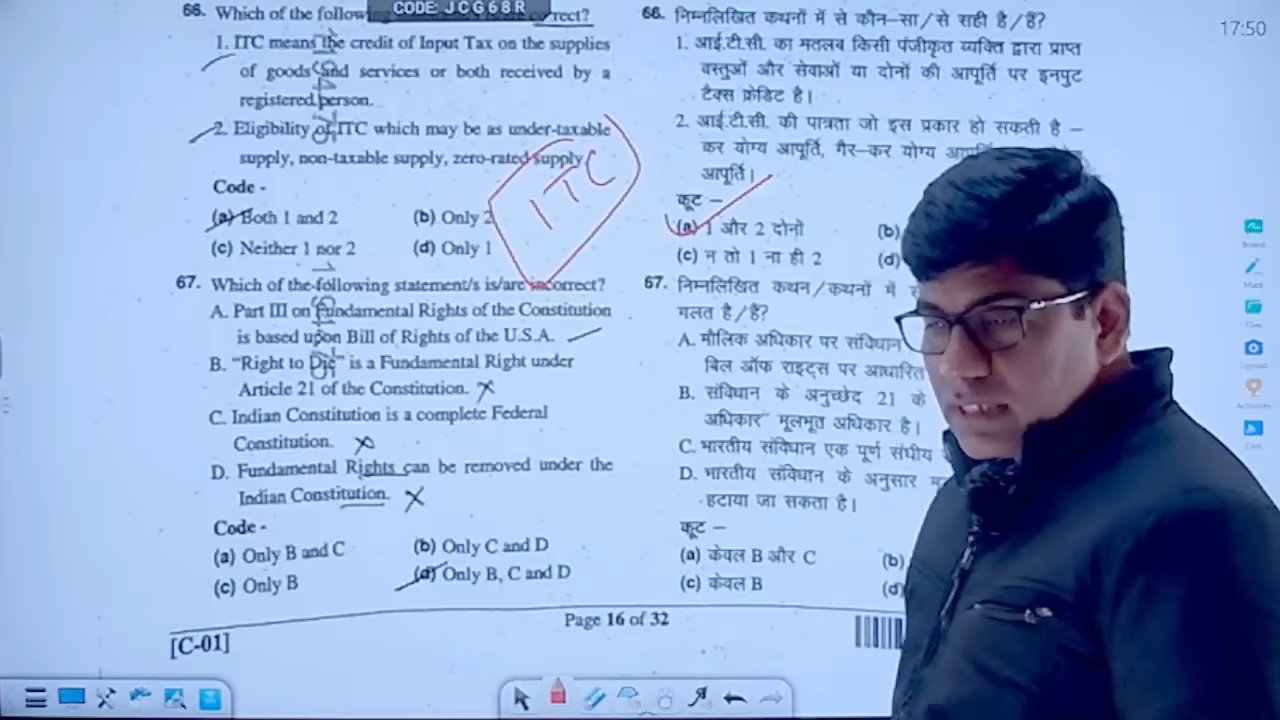 CODE: J C G 6 8 R
17:50
66. Which of the following correct?
1. ITC means the credit of Input Tax on the supplies
of goods and services or both received by a
registered person.
2. Eligibility of ITC which may be as under-taxable
supply, non-taxable supply, zero-rated supply
Code -
(a) Both 1 and 2 (b) Only 2
(c) Neither 1 nor 2 (d) Only 1
ITC
67. Which of the following statement/s is/are incorrect?
A. Part III on Fundamental Rights of the Constitution
is based upon Bill of Rights of the U.S.A.
B. "Right to Die" is a Fundamental Right under
Article 21 of the Constitution.
C. Indian Constitution is a complete Federal
Constitution.
D. Fundamental Rights can be removed under the
Indian Constitution.
Code -
(a) Only B and C (b) Only C and D
(c) Only B (d) Only B, C and D
66. निम्नलिखित कथनों में से कौन-सा/से सही है/हैं?
1. आई.टी.सी. का मतलब किसी पंजीकृत व्यक्ति द्वारा प्राप्त
वस्तुओं और सेवाओं या दोनों की आपूर्ति पर इनपुट
टैक्स क्रेडिट है।
2. आई.टी.सी. की पात्रता जो इस प्रकार हो सकती है –
कर योग्य आपूर्ति, गैर-कर योग्य
आपूर्ति।
कूट –
(a) 1 और 2 दोनों (b)
(c) न तो 1 ना ही 2 (d)
67. निम्नलिखित कथन/कथनों में
गलत है/हैं?
A. मौलिक अधिकार पर संविधान
बिल ऑफ राइट्स पर आधारित
B. संविधान के अनुच्छेद 21 के
अधिकार" मूलभूत अधिकार है।
C. भारतीय संविधान एक पूर्ण संघीय
D. भारतीय संविधान के अनुसार
हटाया जा सकता है।
कूट –
(a) केवल B और C (b)
(c) केवल B (d)
Page 16 of 32
[C-01]